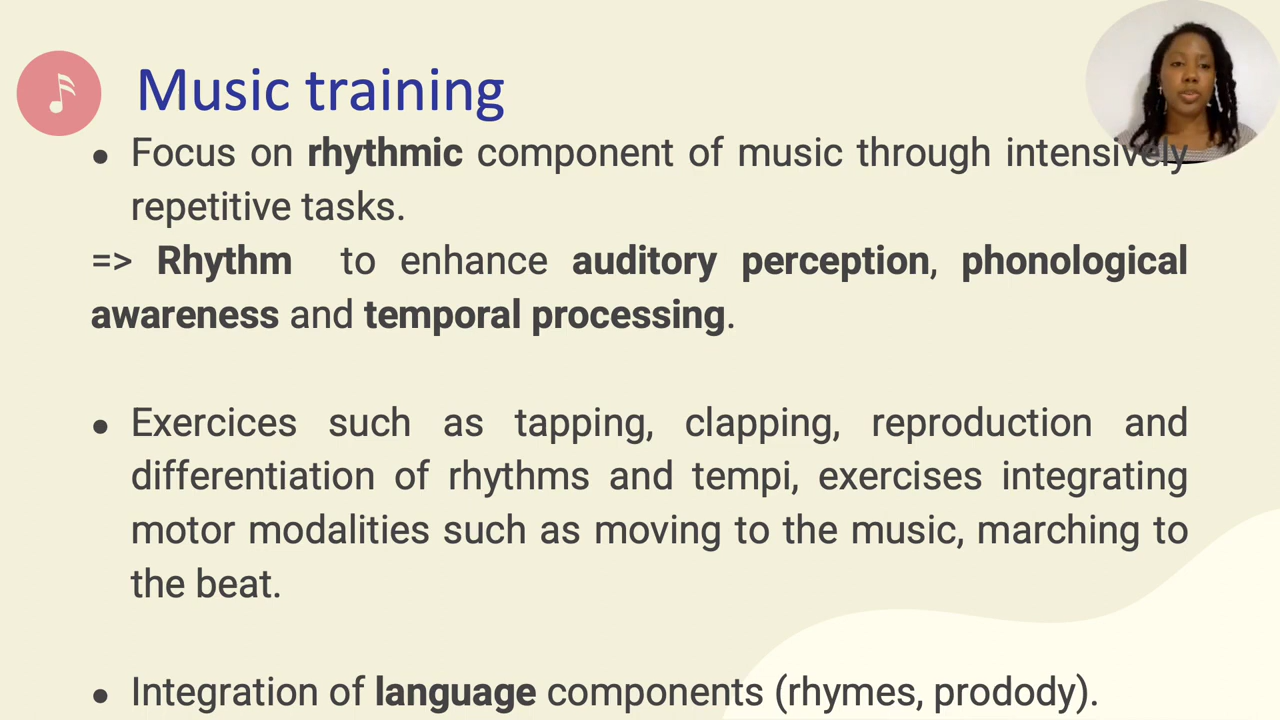 Music training
• Focus on rhythmic component of music through intensively
repetitive tasks.
=> Rhythm to enhance auditory perception, phonological
awareness and temporal processing.
• Exercices such as tapping, clapping, reproduction and
differentiation of rhythms and tempi, exercises integrating
motor modalities such as moving to the music, marching to
the beat.
• Integration of language components (rhymes, prodody).